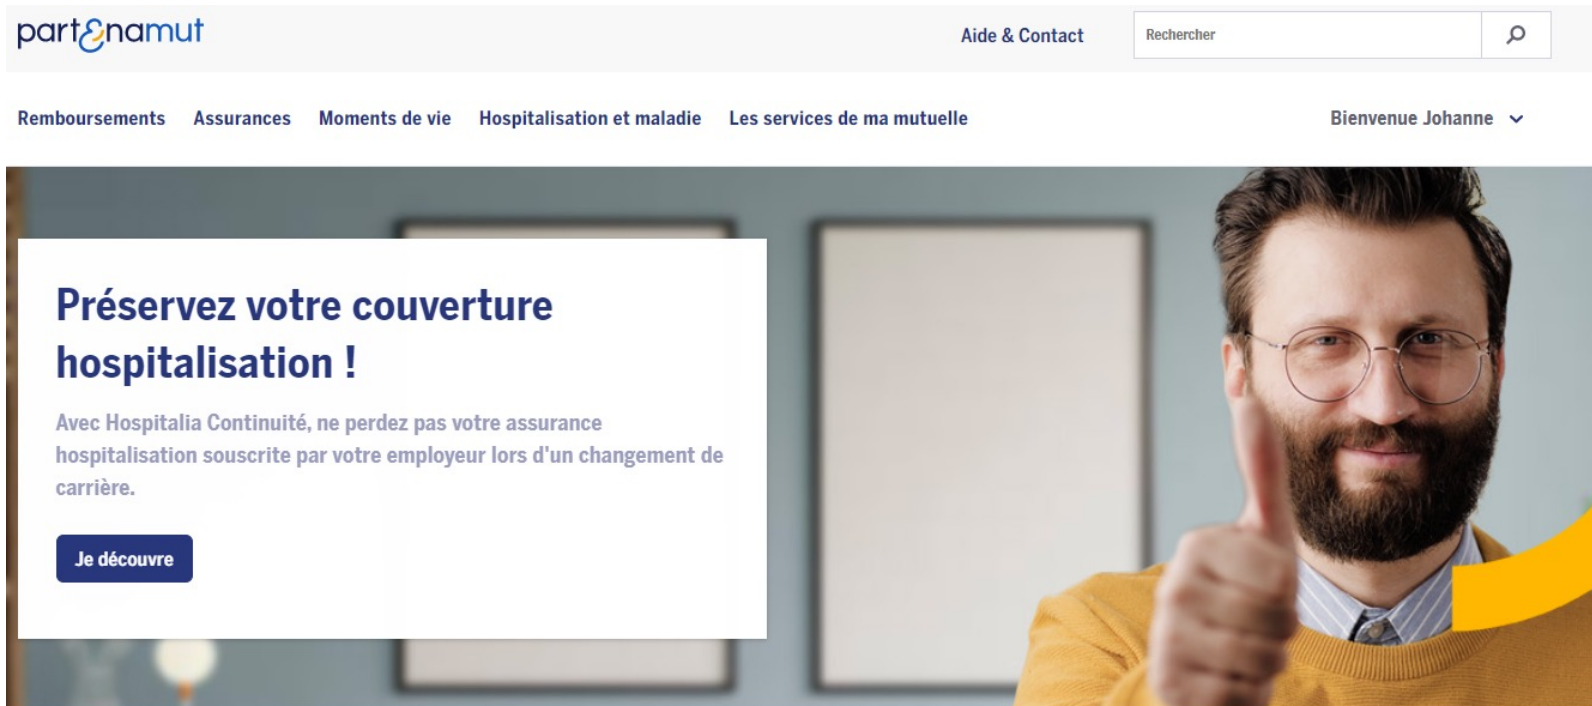 partenamut
Aide & Contact
Rechercher
Remboursements
Assurances
Moments de vie
Hospitalisation et maladie
Les services de ma mutuelle
Bienvenue Johanne
Préservez votre couverture
hospitalisation !
Avec Hospitalia Continuité, ne perdez pas votre assurance
hospitalisation souscrite par votre employeur lors d'un changement de
carrière.
Je découvre